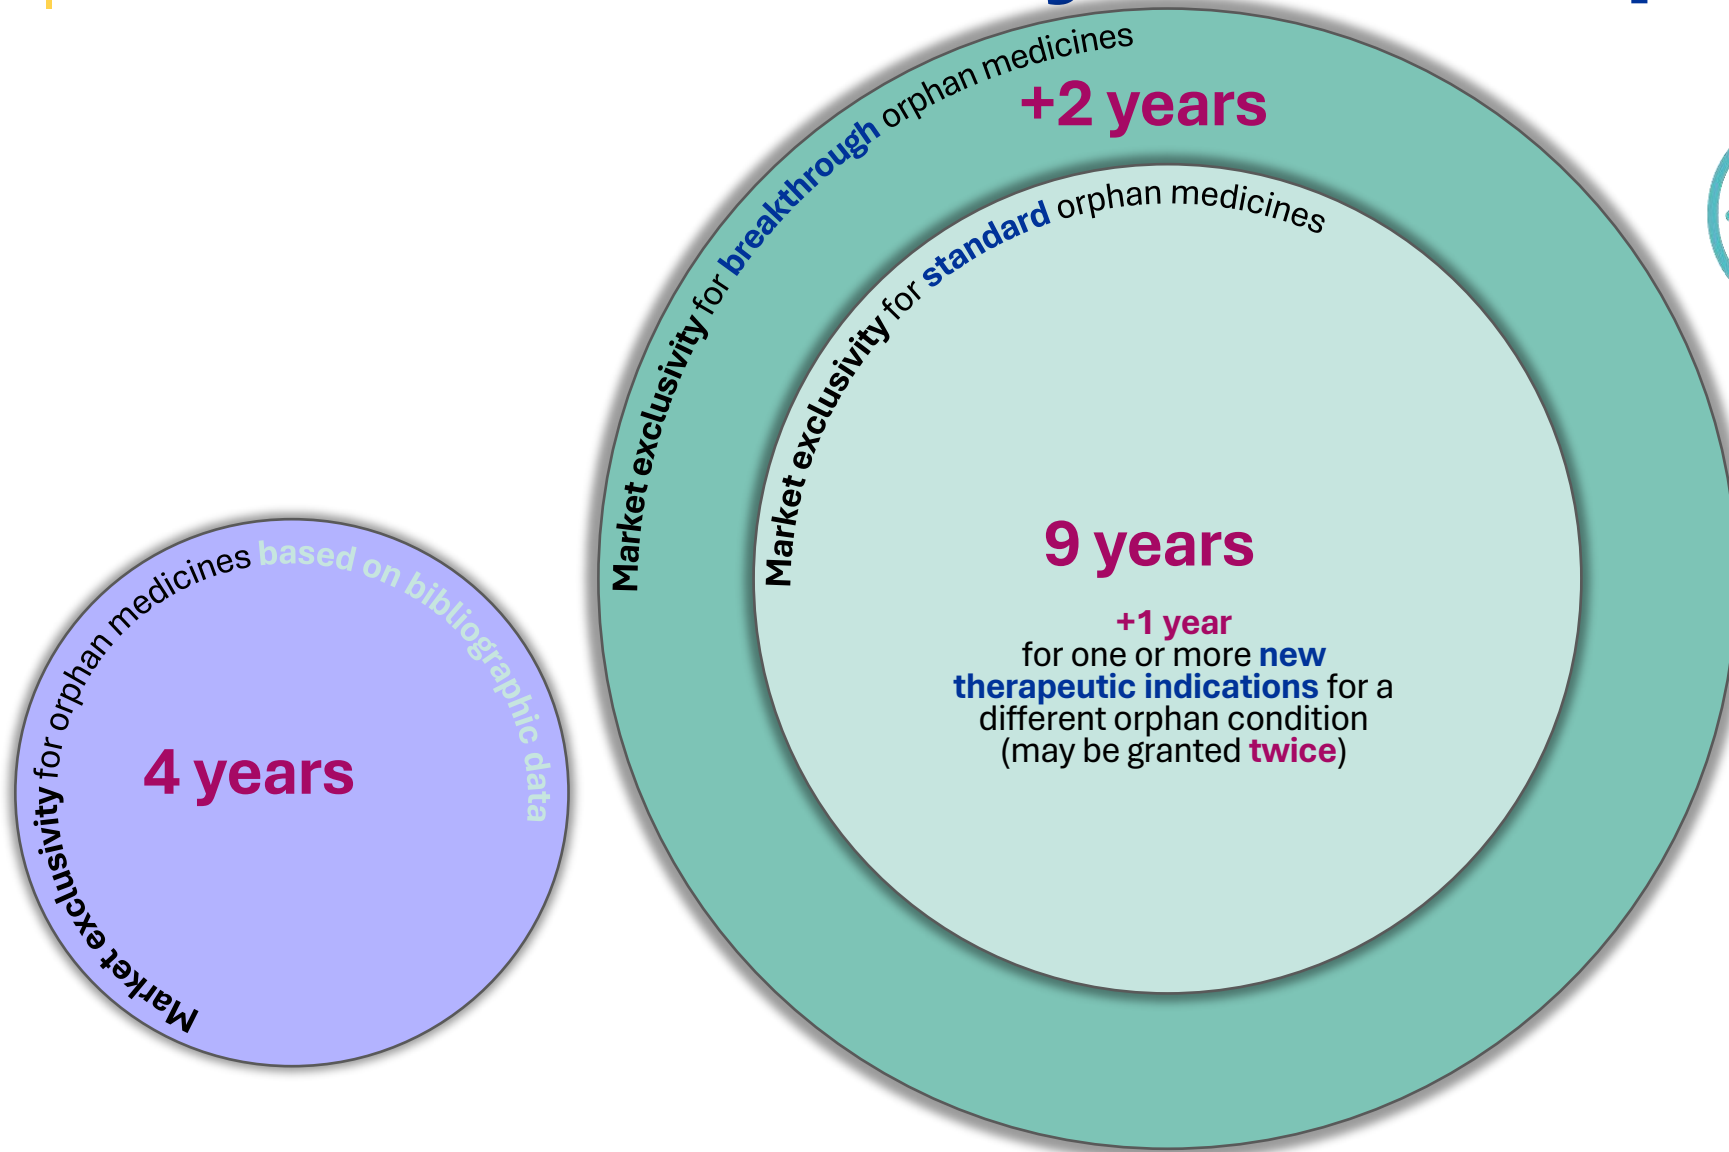 Market exclusivity for breakthrough orphan medicines
+2 years
Market exclusivity for standard orphan medicines
9 years
+1 year
for one or more new
therapeutic indications for a
different orphan condition
(may be granted twice)
Market exclusivity for orphan medicines based on bibliographic data
4 years